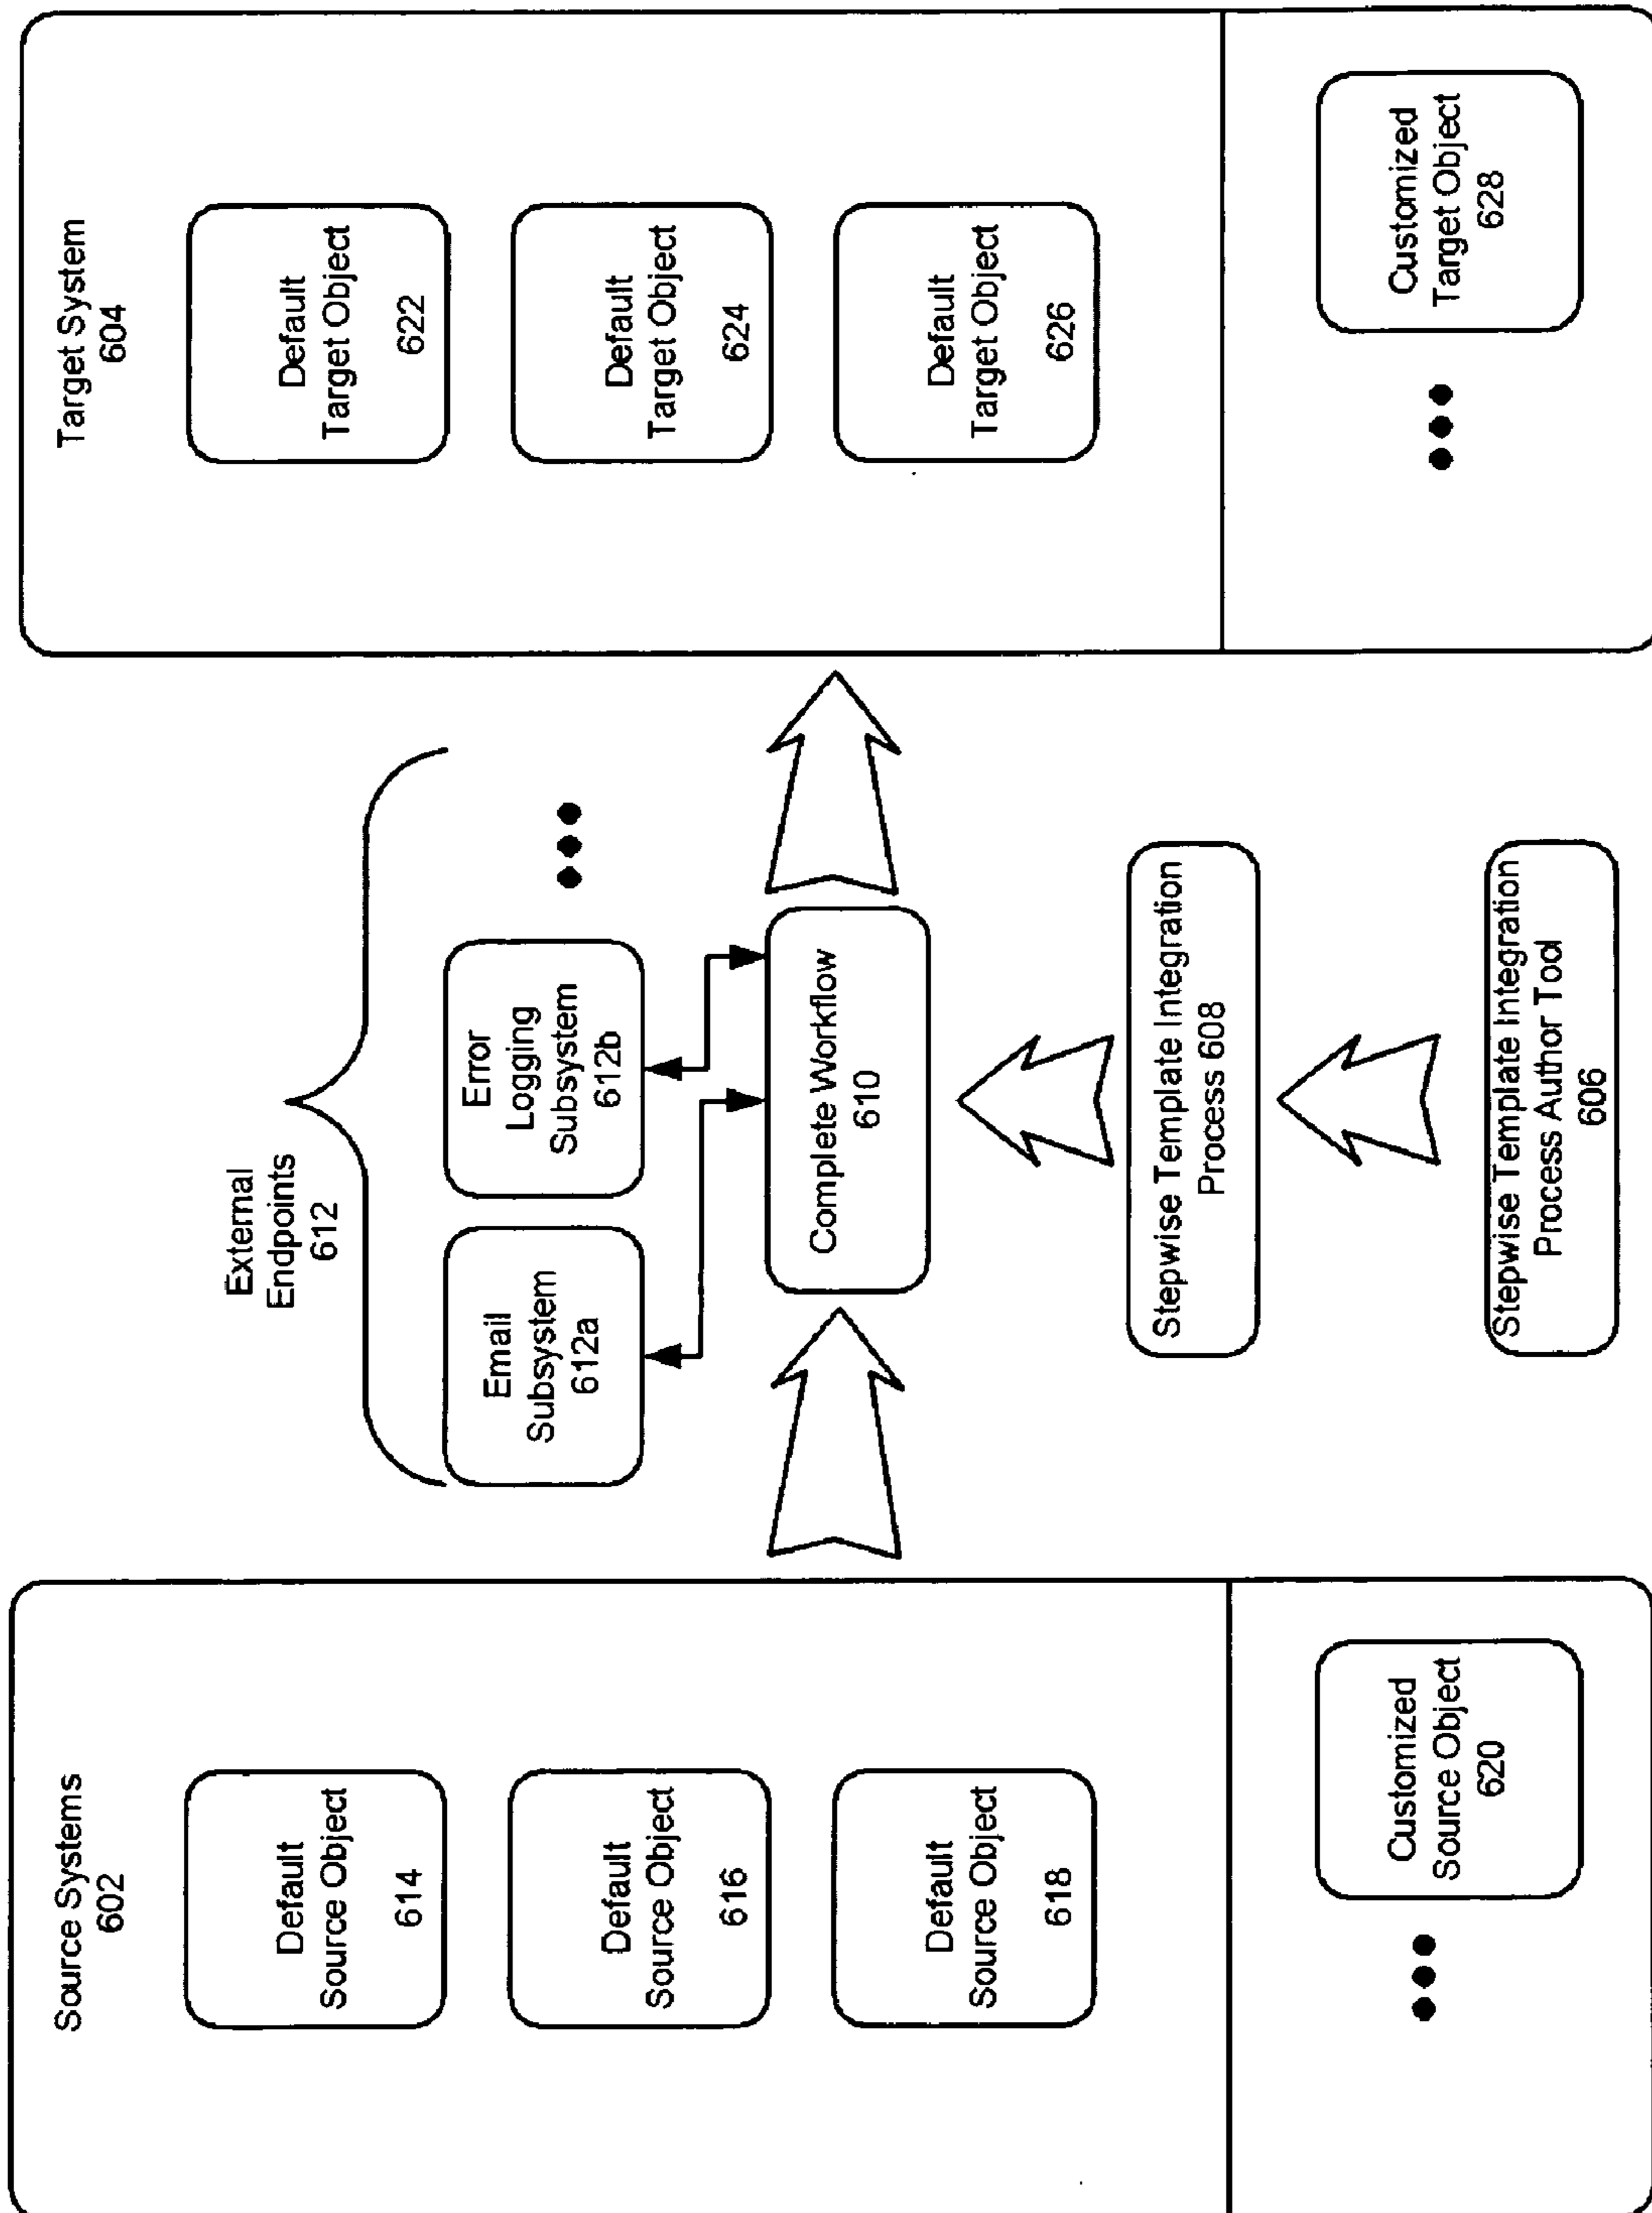 Source Systems
602
Default
Source Object
614
Default
Source Object
616
Default
Source Object
618
Customized
Source Object
620
External
Endpoints
612
Email
Subsystem
612a
Error
Logging
Subsystem
612b
Complete Workflow
610
Stepwise Template Integration
Process 608
Stepwise Template Integration
Process Author Tool
606
Target System
604
Default
Target Object
622
Default
Target Object
624
Default
Target Object
626
Customized
Target Object
628